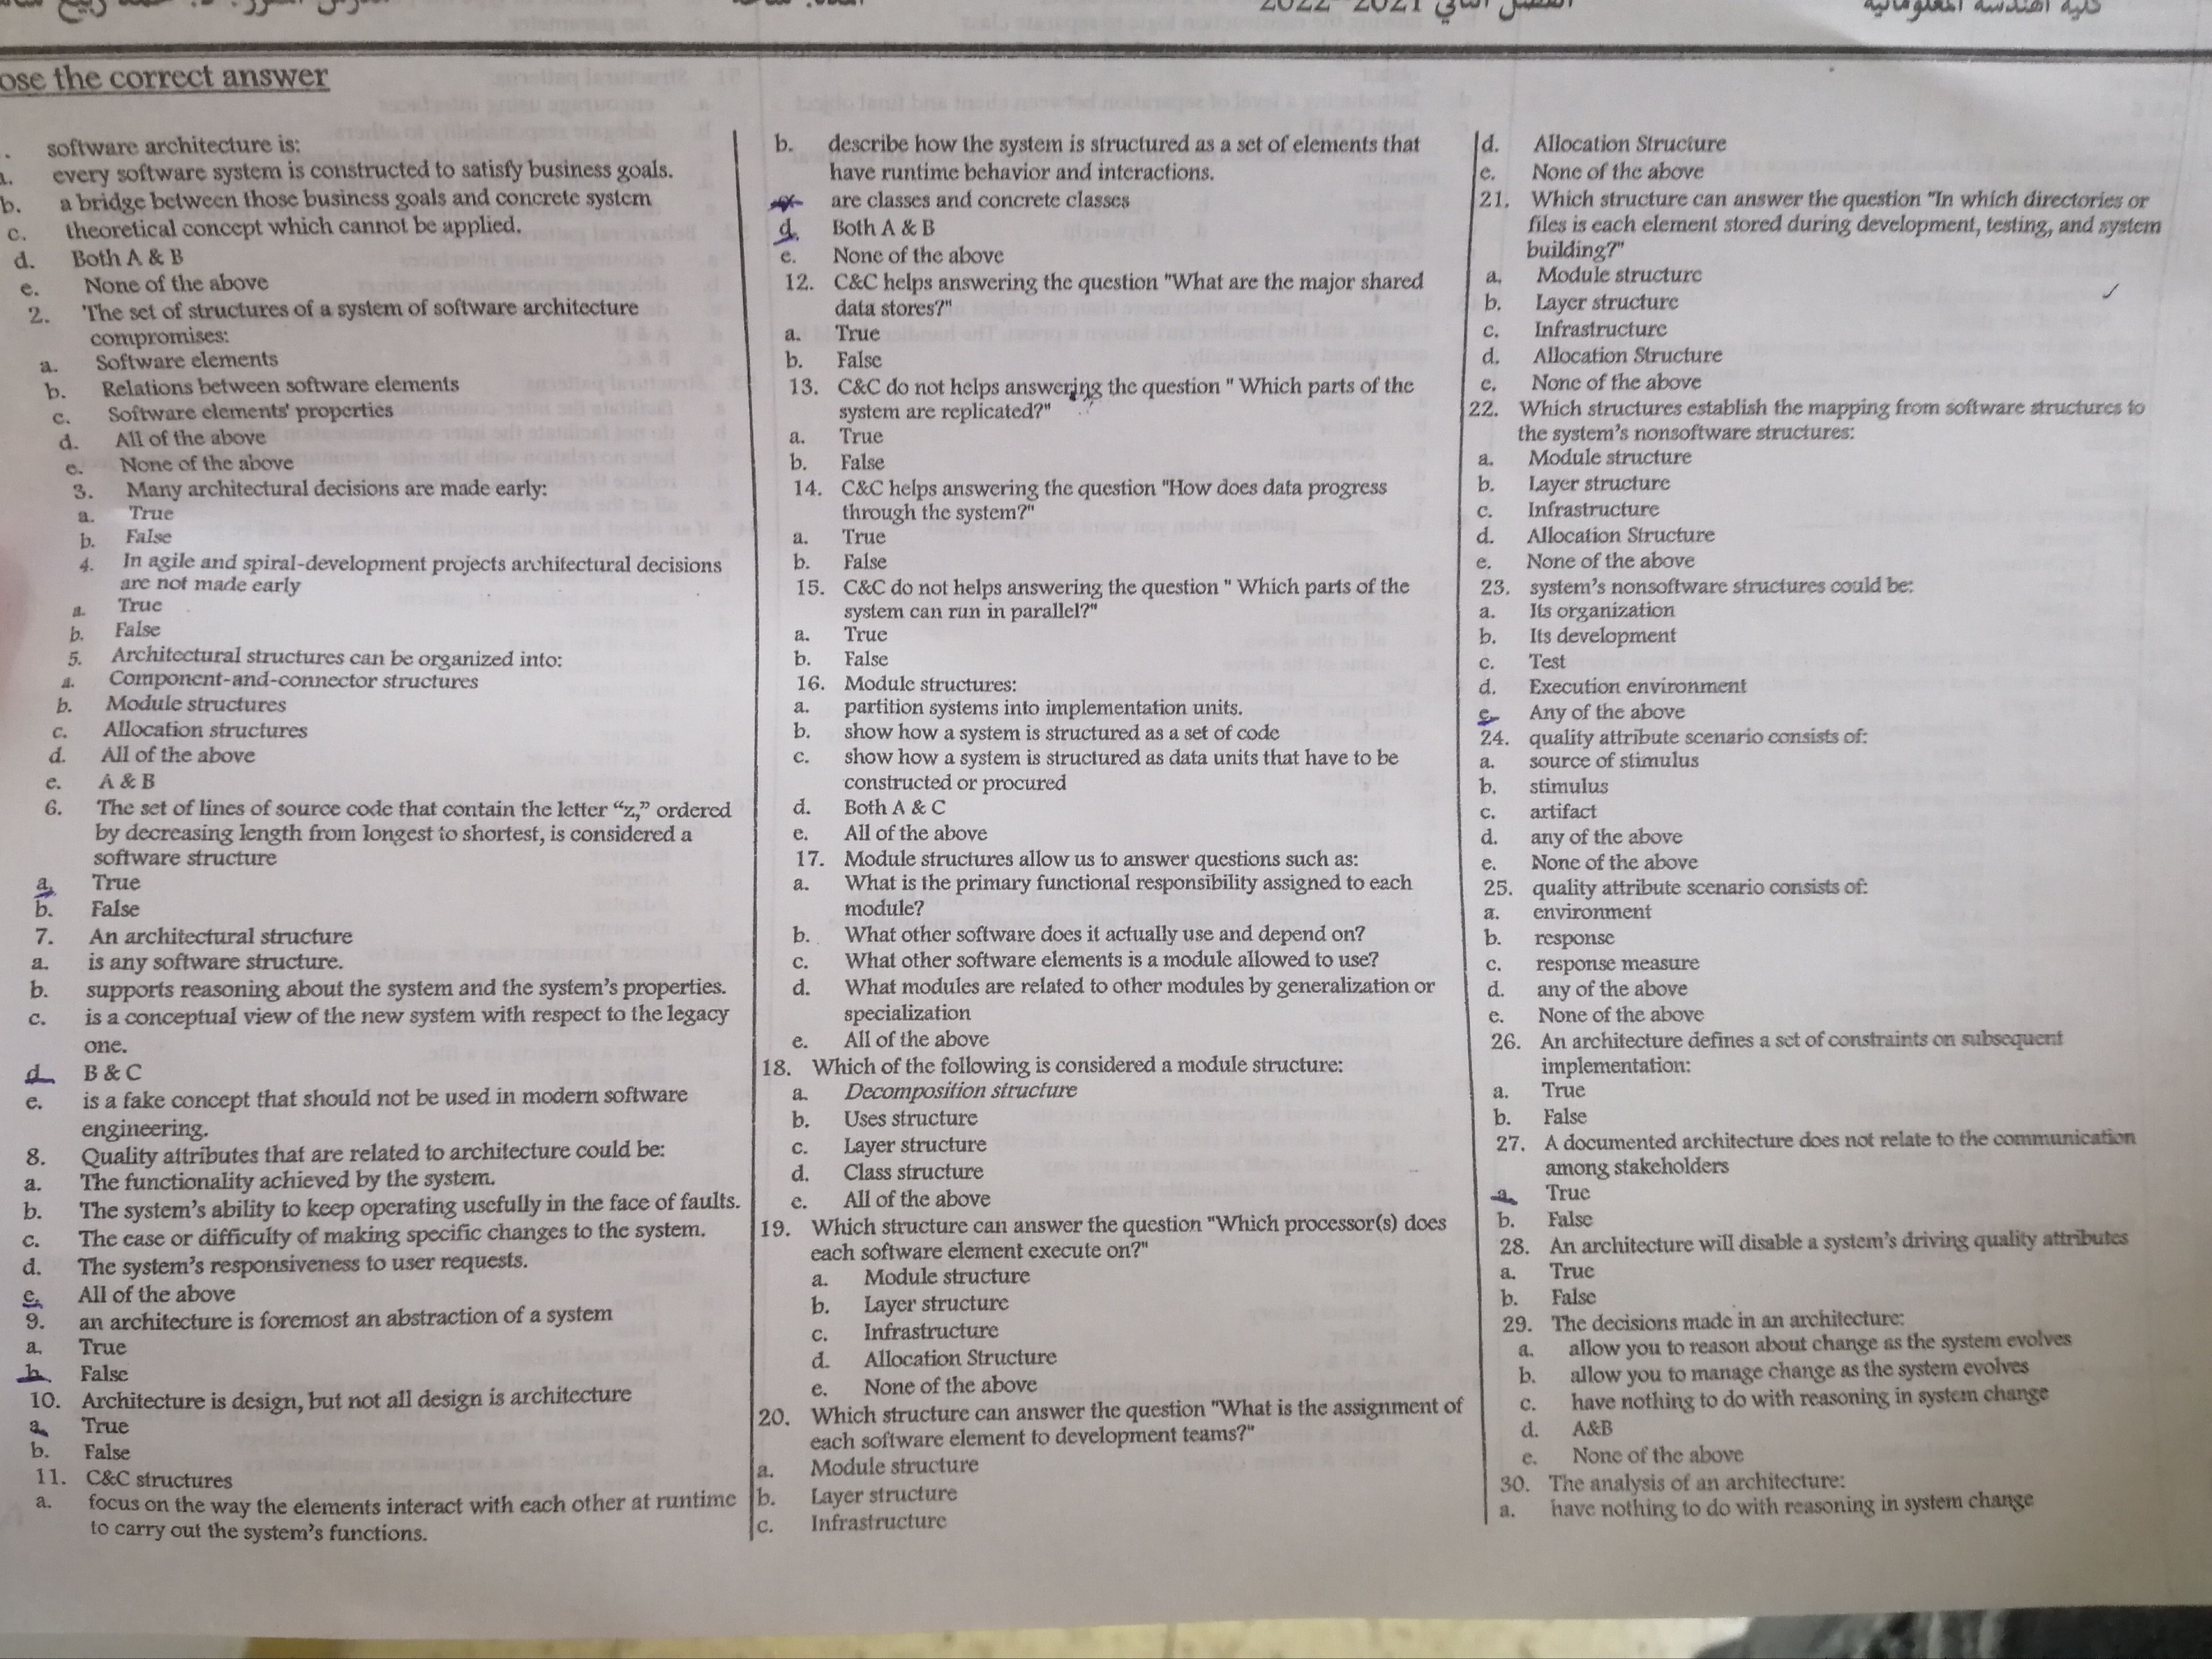 الفصل الثاني 2021-2022
كلية الهندسة المعلوماتية
ose the correct answer
. software architecture is:
a. every software system is constructed to satisfy business goals.
b. a bridge between those business goals and concrete system
c. theoretical concept which cannot be applied.
d. Both A & B
e. None of the above
2. The set of structures of a system of software architecture
compromises:
a. Software elements
b. Relations between software elements
c. Software elements' properties
d. All of the above
e. None of the above
3. Many architectural decisions are made early:
a. True
b. False
4. In agile and spiral-development projects architectural decisions
are not made early
a. True
b. False
5. Architectural structures can be organized into:
a. Component-and-connector structures
b. Module structures
c. Allocation structures
d. All of the above
e. A & B
6. The set of lines of source code that contain the letter “z,” ordered
by decreasing length from longest to shortest, is considered a
software structure
a. True
b. False
7. An architectural structure
a. is any software structure.
b. supports reasoning about the system and the system’s properties.
c. is a conceptual view of the new system with respect to the legacy
one.
d. B & C
e. is a fake concept that should not be used in modern software
engineering.
8. Quality attributes that are related to architecture could be:
a. The functionality achieved by the system.
b. The system’s ability to keep operating usefully in the face of faults.
c. The ease or difficulty of making specific changes to the system.
d. The system’s responsiveness to user requests.
e. All of the above
9. an architecture is foremost an abstraction of a system
a. True
b. False
10. Architecture is design, but not all design is architecture
a. True
b. False
11. C&C structures
a. focus on the way the elements interact with each other at runtime
to carry out the system’s functions.
b. describe how the system is structured as a set of elements that
have runtime behavior and interactions.
are classes and concrete classes
d. Both A & B
e. None of the above
12. C&C helps answering the question "What are the major shared
data stores?"
a. True
b. False
13. C&C do not helps answering the question " Which parts of the
system are replicated?"
a. True
b. False
14. C&C helps answering the question "How does data progress
through the system?"
a. True
b. False
15. C&C do not helps answering the question " Which parts of the
system can run in parallel?"
a. True
b. False
16. Module structures:
a. partition systems into implementation units.
b. show how a system is structured as a set of code
c. show how a system is structured as data units that have to be
constructed or procured
d. Both A & C
e. All of the above
17. Module structures allow us to answer questions such as:
a. What is the primary functional responsibility assigned to each
module?
b. What other software does it actually use and depend on?
c. What other software elements is a module allowed to use?
d. What modules are related to other modules by generalization or
specialization
e. All of the above
18. Which of the following is considered a module structure:
a. Decomposition structure
b. Uses structure
c. Layer structure
d. Class structure
e. All of the above
19. Which structure can answer the question "Which processor(s) does
each software element execute on?"
a. Module structure
b. Layer structure
c. Infrastructure
d. Allocation Structure
e. None of the above
20. Which structure can answer the question "What is the assignment of
each software element to development teams?"
a. Module structure
b. Layer structure
c. Infrastructure
d. Allocation Structure
e. None of the above
21. Which structure can answer the question "In which directories or
files is each element stored during development, testing, and system
building?"
a. Module structure
b. Layer structure
c. Infrastructure
d. Allocation Structure
e. None of the above
22. Which structures establish the mapping from software structures to
the system’s nonsoftware structures:
a. Module structure
b. Layer structure
c. Infrastructure
d. Allocation Structure
e. None of the above
23. system’s nonsoftware structures could be:
a. Its organization
b. Its development
c. Test
d. Execution environment
e. Any of the above
24. quality attribute scenario consists of:
a. source of stimulus
b. stimulus
c. artifact
d. any of the above
e. None of the above
25. quality attribute scenario consists of:
a. environment
b. response
c. response measure
d. any of the above
e. None of the above
26. An architecture defines a set of constraints on subsequent
implementation:
a. True
b. False
27. A documented architecture does not relate to the communication
among stakeholders
a. True
b. False
28. An architecture will disable a system’s driving quality attributes
a. True
b. False
29. The decisions made in an architecture:
a. allow you to reason about change as the system evolves
b. allow you to manage change as the system evolves
c. have nothing to do with reasoning in system change
d. A&B
e. None of the above
30. The analysis of an architecture:
a. have nothing to do with reasoning in system change